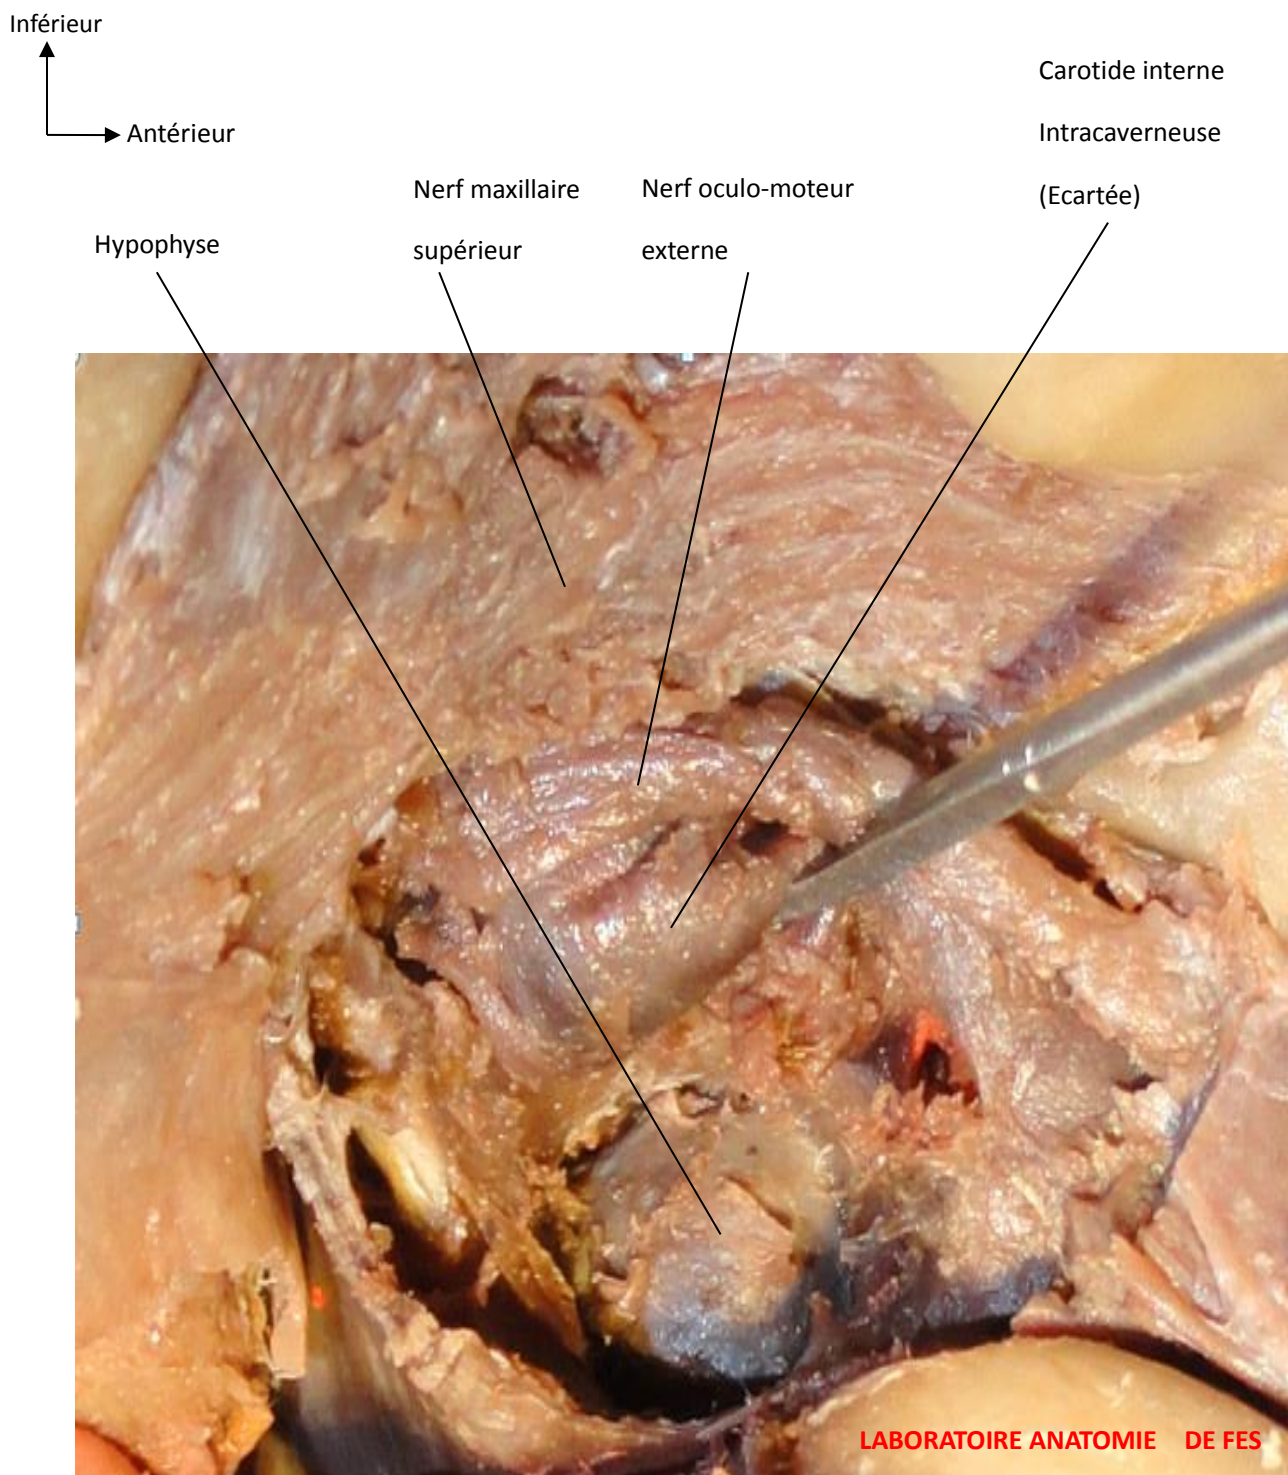 Inférieur
Antérieur
Carotide interne
Intracaverneuse
(Ecartée)
Nerf maxillaire
supérieur
Nerf oculo-moteur
externe
Hypophyse
LABORATOIRE ANATOMIE DE FES